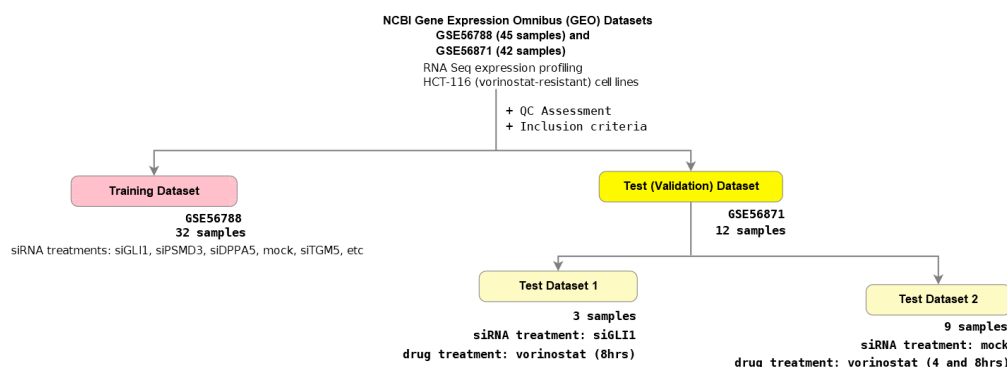 NCBI Gene Expression Omnibus (GEO) Datasets
GSE56788 (45 samples) and
GSE56871 (42 samples)
RNA Seq expression profiling
HCT-116 (vorinostat-resistant) cell lines
+ QC Assessment
+ Inclusion criteria
Training Dataset
GSE56788
32 samples
siRNA treatments: siGLI1, siPSMD3, siDPPA5, mock, siTGM5, etc
Test (Validation) Dataset
GSE56871
12 samples
Test Dataset 1
3 samples
siRNA treatment: siGLI1
drug treatment: vorinostat (8hrs)
Test Dataset 2
9 samples
siRNA treatment: mock
drug treatment: vorinostat (4 and 8hrs)